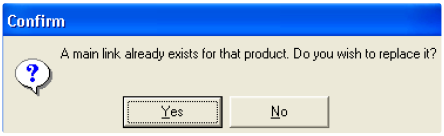 Confirm
A main link already exists for that product. Do you wish to replace it?
?
Yes
No